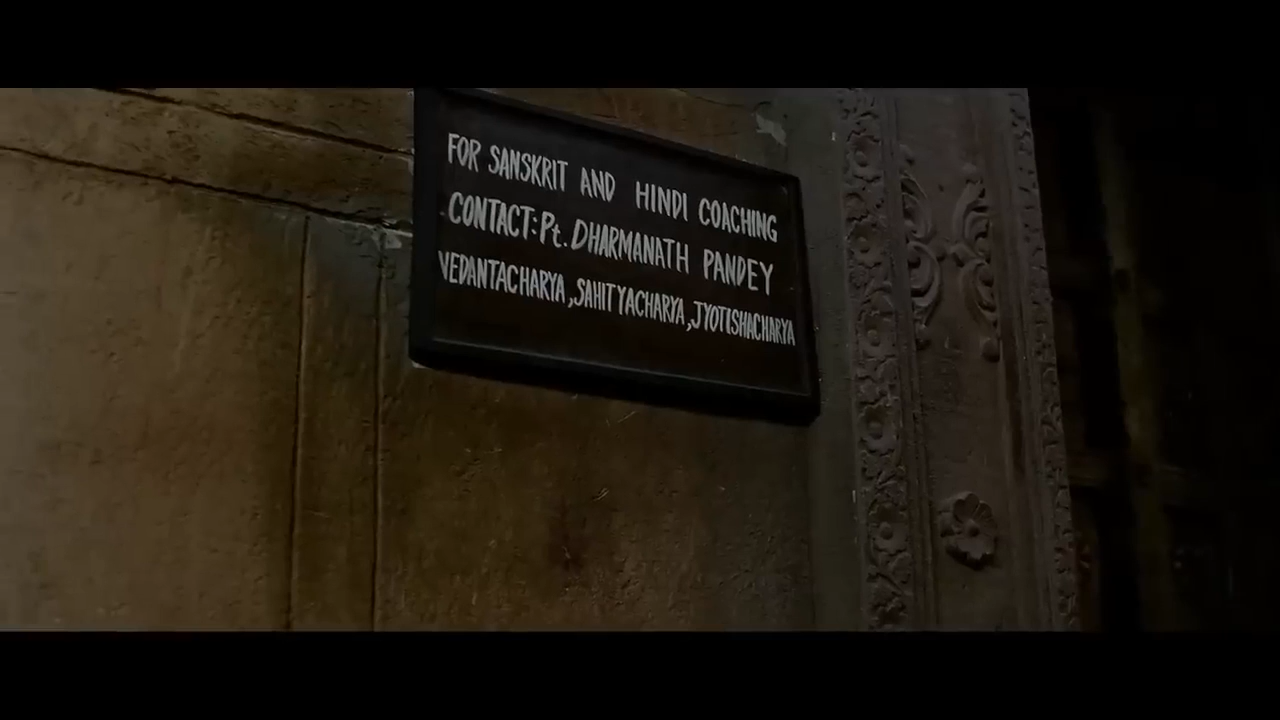 FOR SANSKRIT AND HINDI COACHING
CONTACT: Pt. DHARMANATH PANDEY
VEDANTACHARYA, SAHITYACHARYA, JYOTISHACHARYA